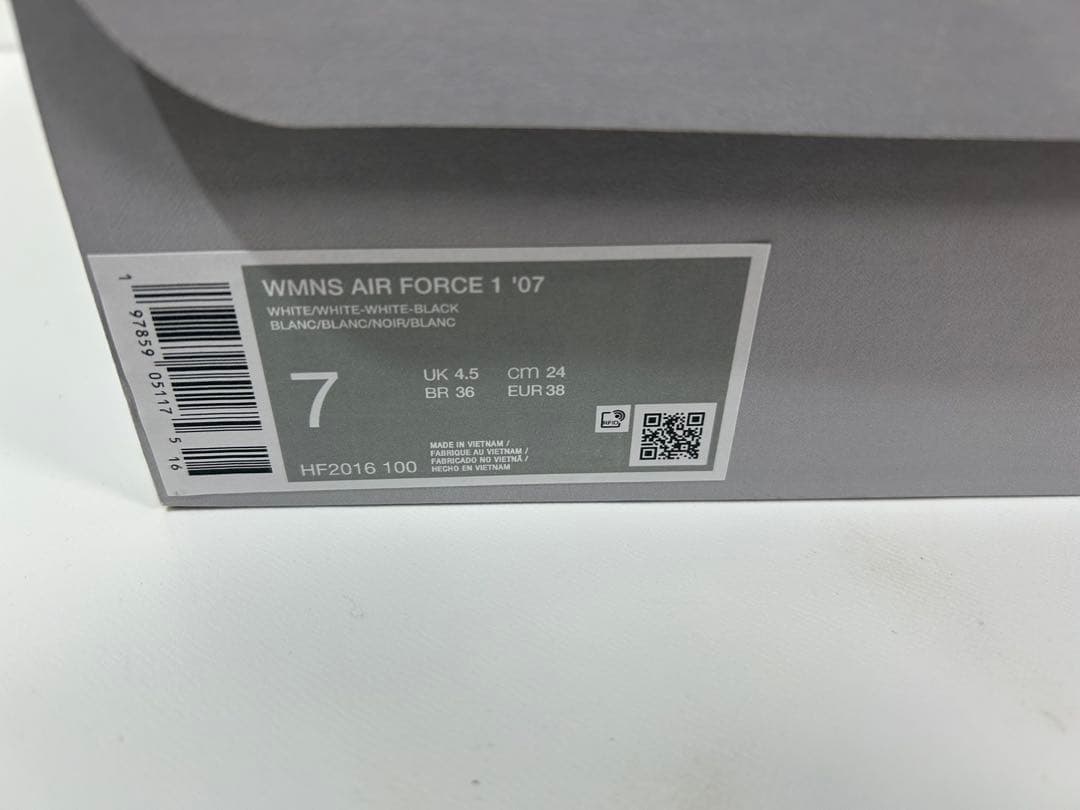 WMNS AIR FORCE 1 '07
WHITE/WHITE-WHITE-BLACK
BLANC/BLANC/NOIR/BLANC
7
UK 4.5 cm 24
BR 36 EUR 38
RFID
MADE IN VIETNAM /
FABRIQUE AU VIETNAM /
FABRICADO NO VIETNÃ /
HECHO EN VIETNAM
HF2016 100
1 97859 05117 5 16